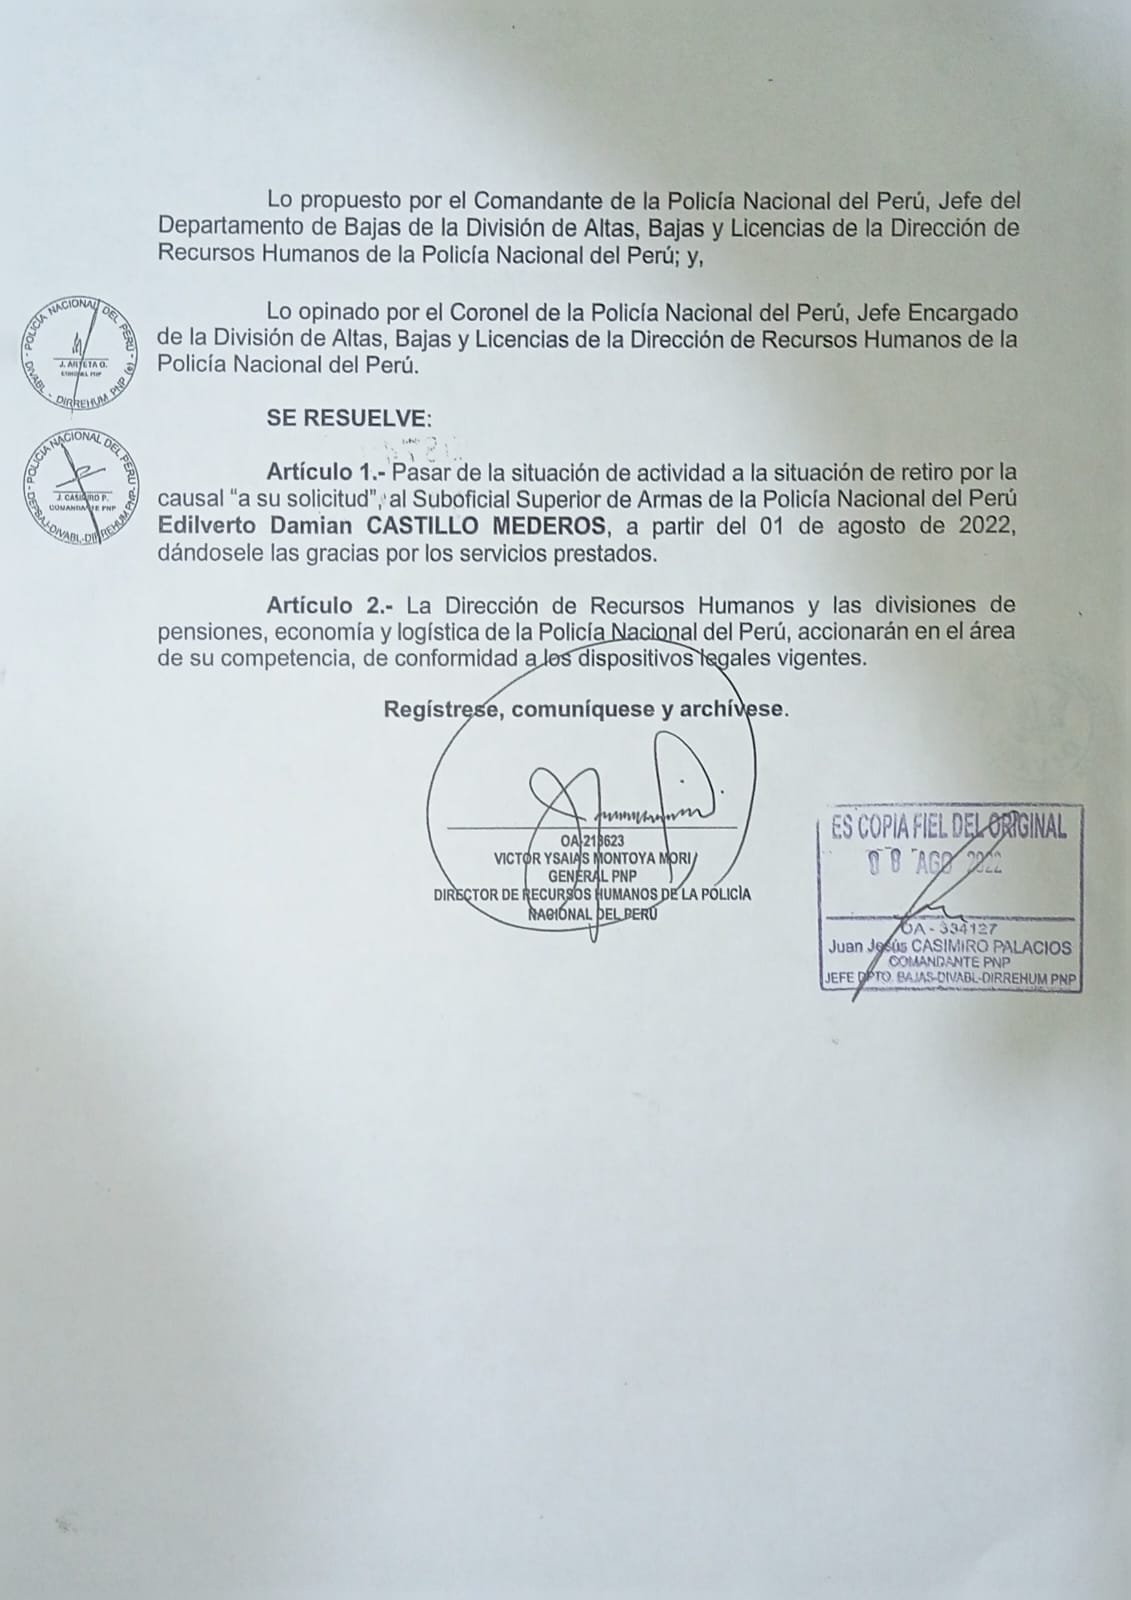 Lo propuesto por el Comandante de la Policía Nacional del Perú, Jefe del
Departamento de Bajas de la División de Altas, Bajas y Licencias de la Dirección de
Recursos Humanos de la Policía Nacional del Perú; y,
Lo opinado por el Coronel de la Policía Nacional del Perú, Jefe Encargado
de la División de Altas, Bajas y Licencias de la Dirección de Recursos Humanos de la
Policía Nacional del Perú.
POLICÍA NACIONAL DEL PERÚ - DIVABL - DIRREHUM PNP (e)
J. ARIETA O.
CORONEL PNP
SE RESUELVE:
POLICIA NACIONAL DEL PERU - DEPBAJ-DIVABL-DIRREHUM PNP
J. CASIMIRO P.
COMANDANTE PNP
Artículo 1.- Pasar de la situación de actividad a la situación de retiro por la
causal “a su solicitud”, al Suboficial Superior de Armas de la Policía Nacional del Perú
Edilverto Damian CASTILLO MEDEROS, a partir del 01 de agosto de 2022,
dándosele las gracias por los servicios prestados.
Artículo 2.- La Dirección de Recursos Humanos y las divisiones de
pensiones, economía y logística de la Policía Nacional del Perú, accionarán en el área
de su competencia, de conformidad a los dispositivos legales vigentes.
Regístrese, comuníquese y archívese.
VICTOR YSAIAS MONTOYA MORI
GENERAL PNP
DIRECTOR DE RECURSOS HUMANOS DE LA POLICÍA
NACIONAL DEL PERÚ
ES COPIA FIEL DEL ORIGINAL
08 AGO 2022
OA - 334127
Juan Jesús CASIMIRO PALACIOS
COMANDANTE PNP
JEFE DPTO. BAJAS-DIVABL-DIRREHUM PNP